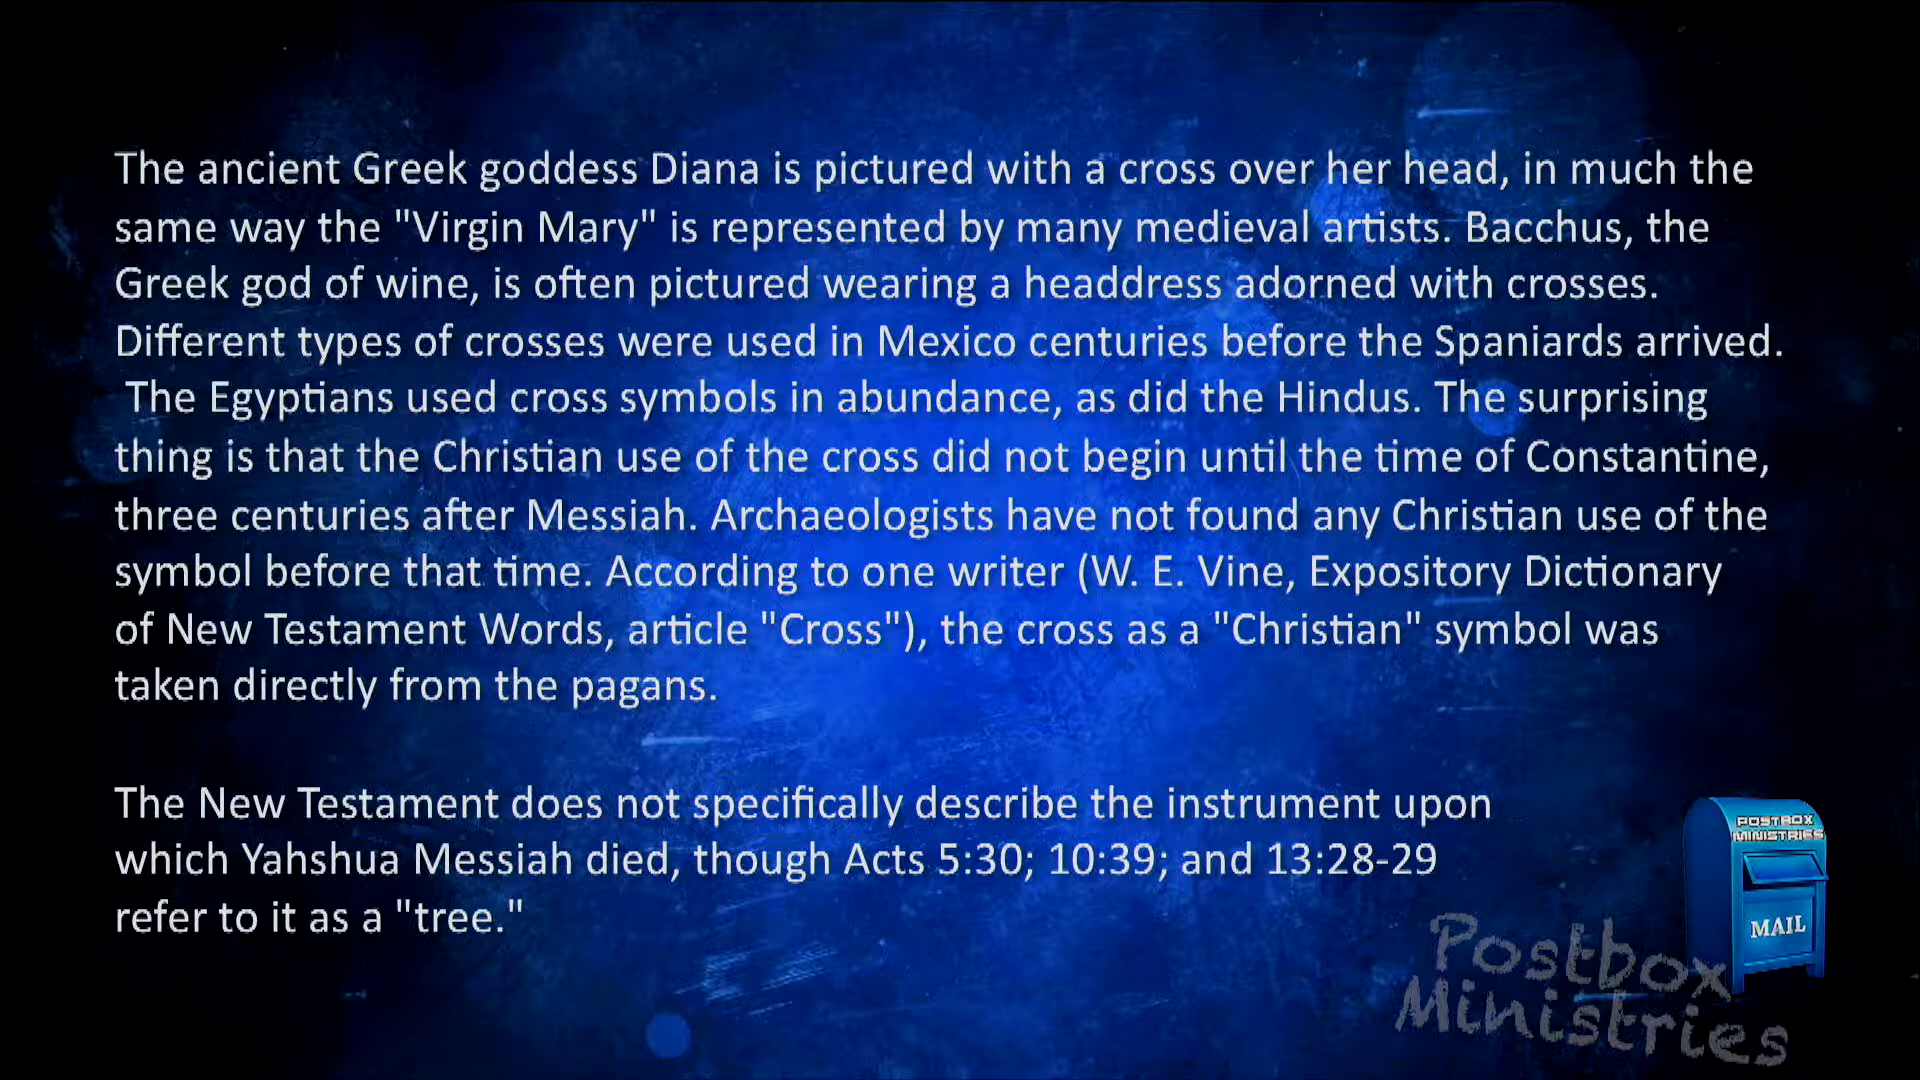 The ancient Greek goddess Diana is pictured with a cross over her head, in much the
same way the "Virgin Mary" is represented by many medieval artists. Bacchus, the
Greek god of wine, is often pictured wearing a headdress adorned with crosses.
Different types of crosses were used in Mexico centuries before the Spaniards arrived.
The Egyptians used cross symbols in abundance, as did the Hindus. The surprising
thing is that the Christian use of the cross did not begin until the time of Constantine,
three centuries after Messiah. Archaeologists have not found any Christian use of the
symbol before that time. According to one writer (W. E. Vine, Expository Dictionary
of New Testament Words, article "Cross"), the cross as a "Christian" symbol was
taken directly from the pagans.
The New Testament does not specifically describe the instrument upon
which Yahshua Messiah died, though Acts 5:30; 10:39; and 13:28-29
refer to it as a "tree."
POSTBOX
MINISTRIES
MAIL
Postbox
Ministries